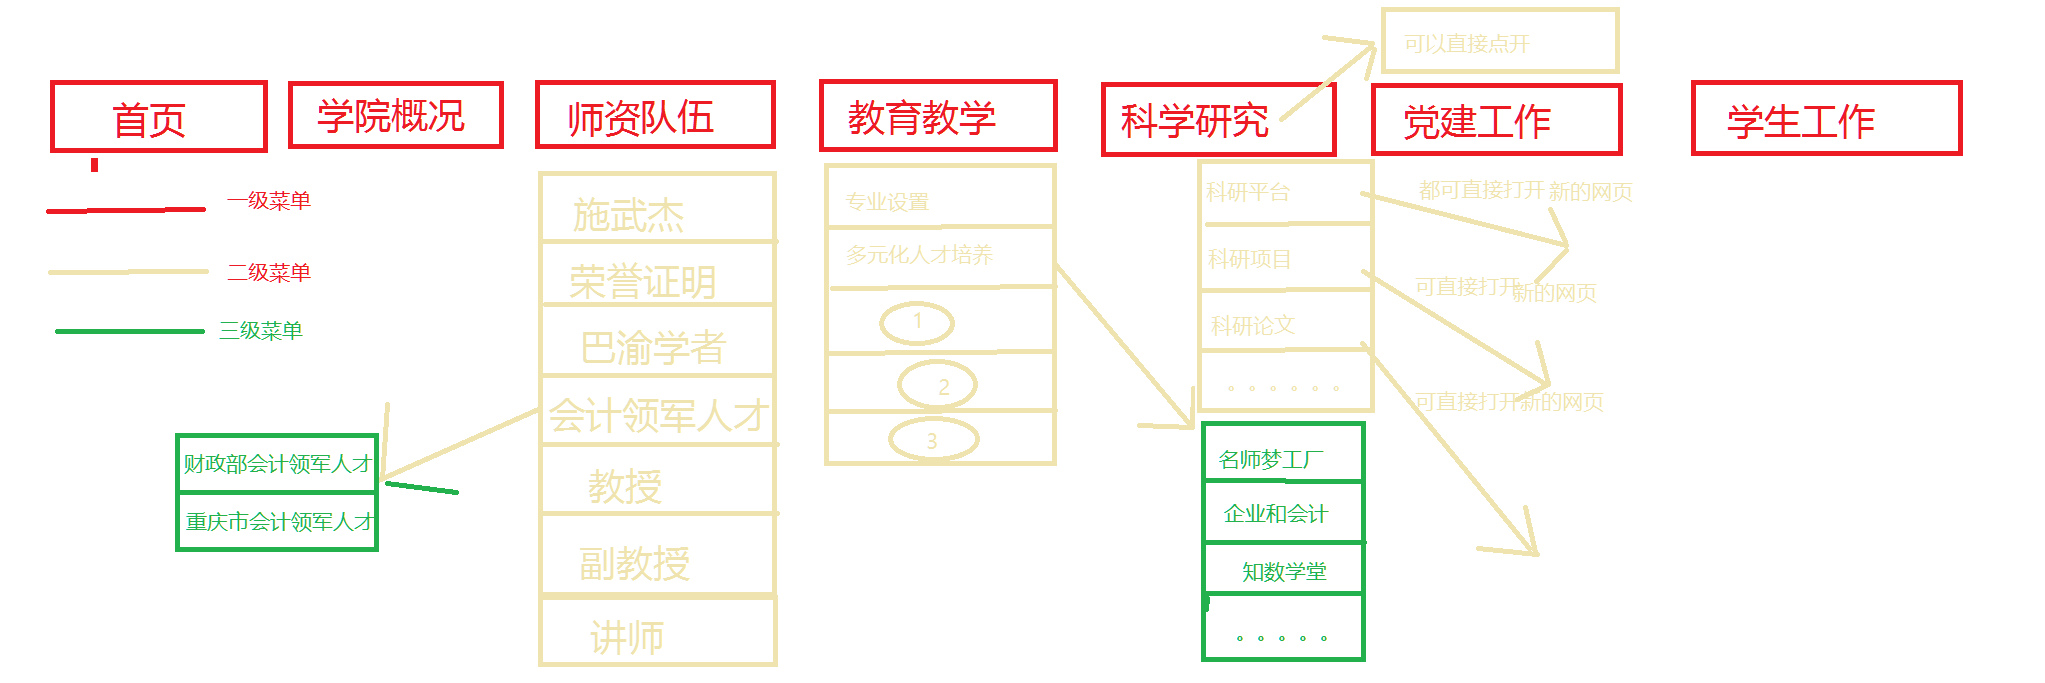 可以直接点开
首页
学院概况
师资队伍
教育教学
科学研究
党建工作
学生工作
一级菜单
二级菜单
三级菜单
施武杰
荣誉证明
巴渝学者
会计领军人才
教授
副教授
讲师
财政部会计领军人才
重庆市会计领军人才
专业设置
多元化人才培养
1
2
3
科研平台
科研项目
科研论文
。。。。。。
都可直接打开 新的网页
可直接打开新的网页
可直接打开新的网页
名师梦工厂
企业和会计
知数学堂
。。。。。